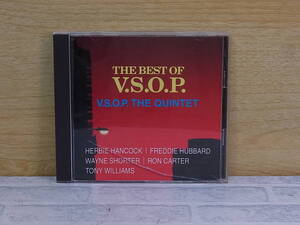 THE BEST OF
V.S.O.P.
V.S.O.P. THE QUINTET
HERBIE HANCOCK | FREDDIE HUBBARD
WAYNE SHORTER | RON CARTER
TONY WILLIAMS